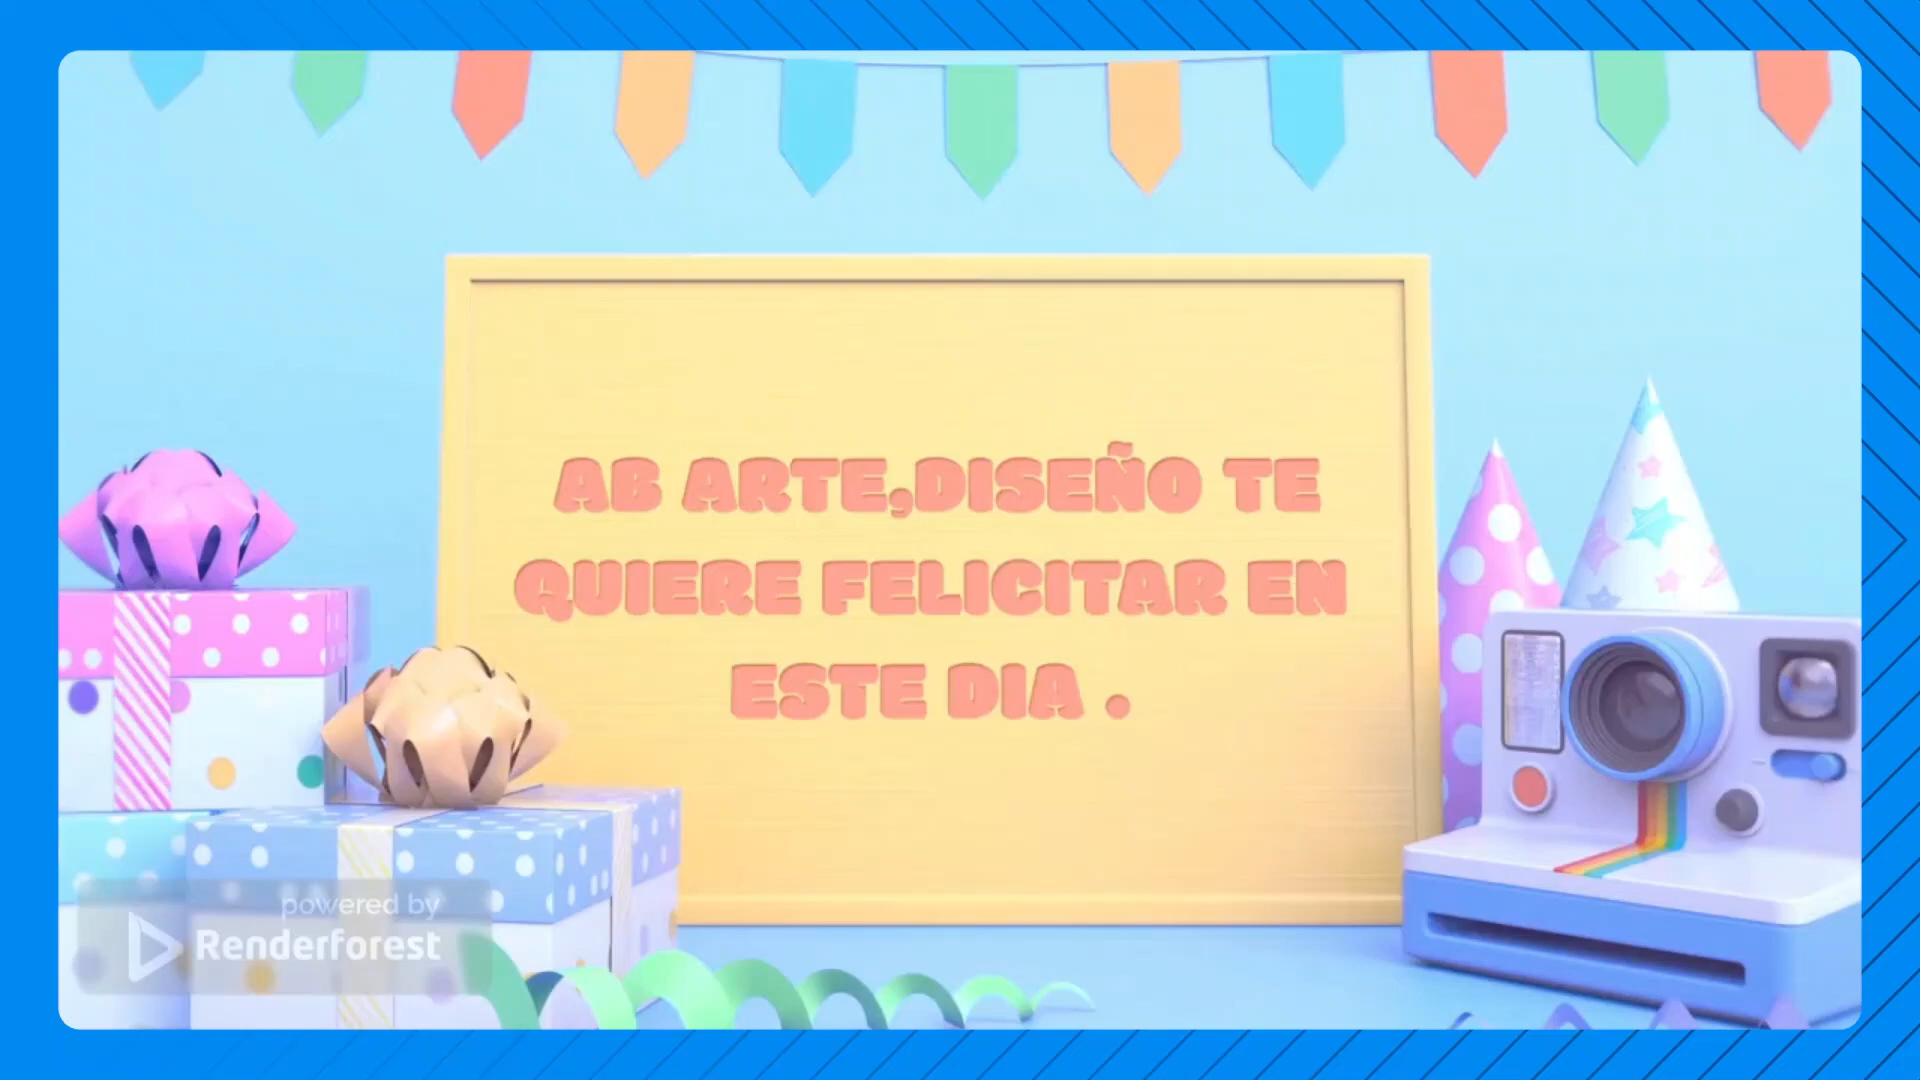 AB ARTE,DISEÑO TE
QUIERE FELICITAR EN
ESTE DIA .
powered by
Renderforest